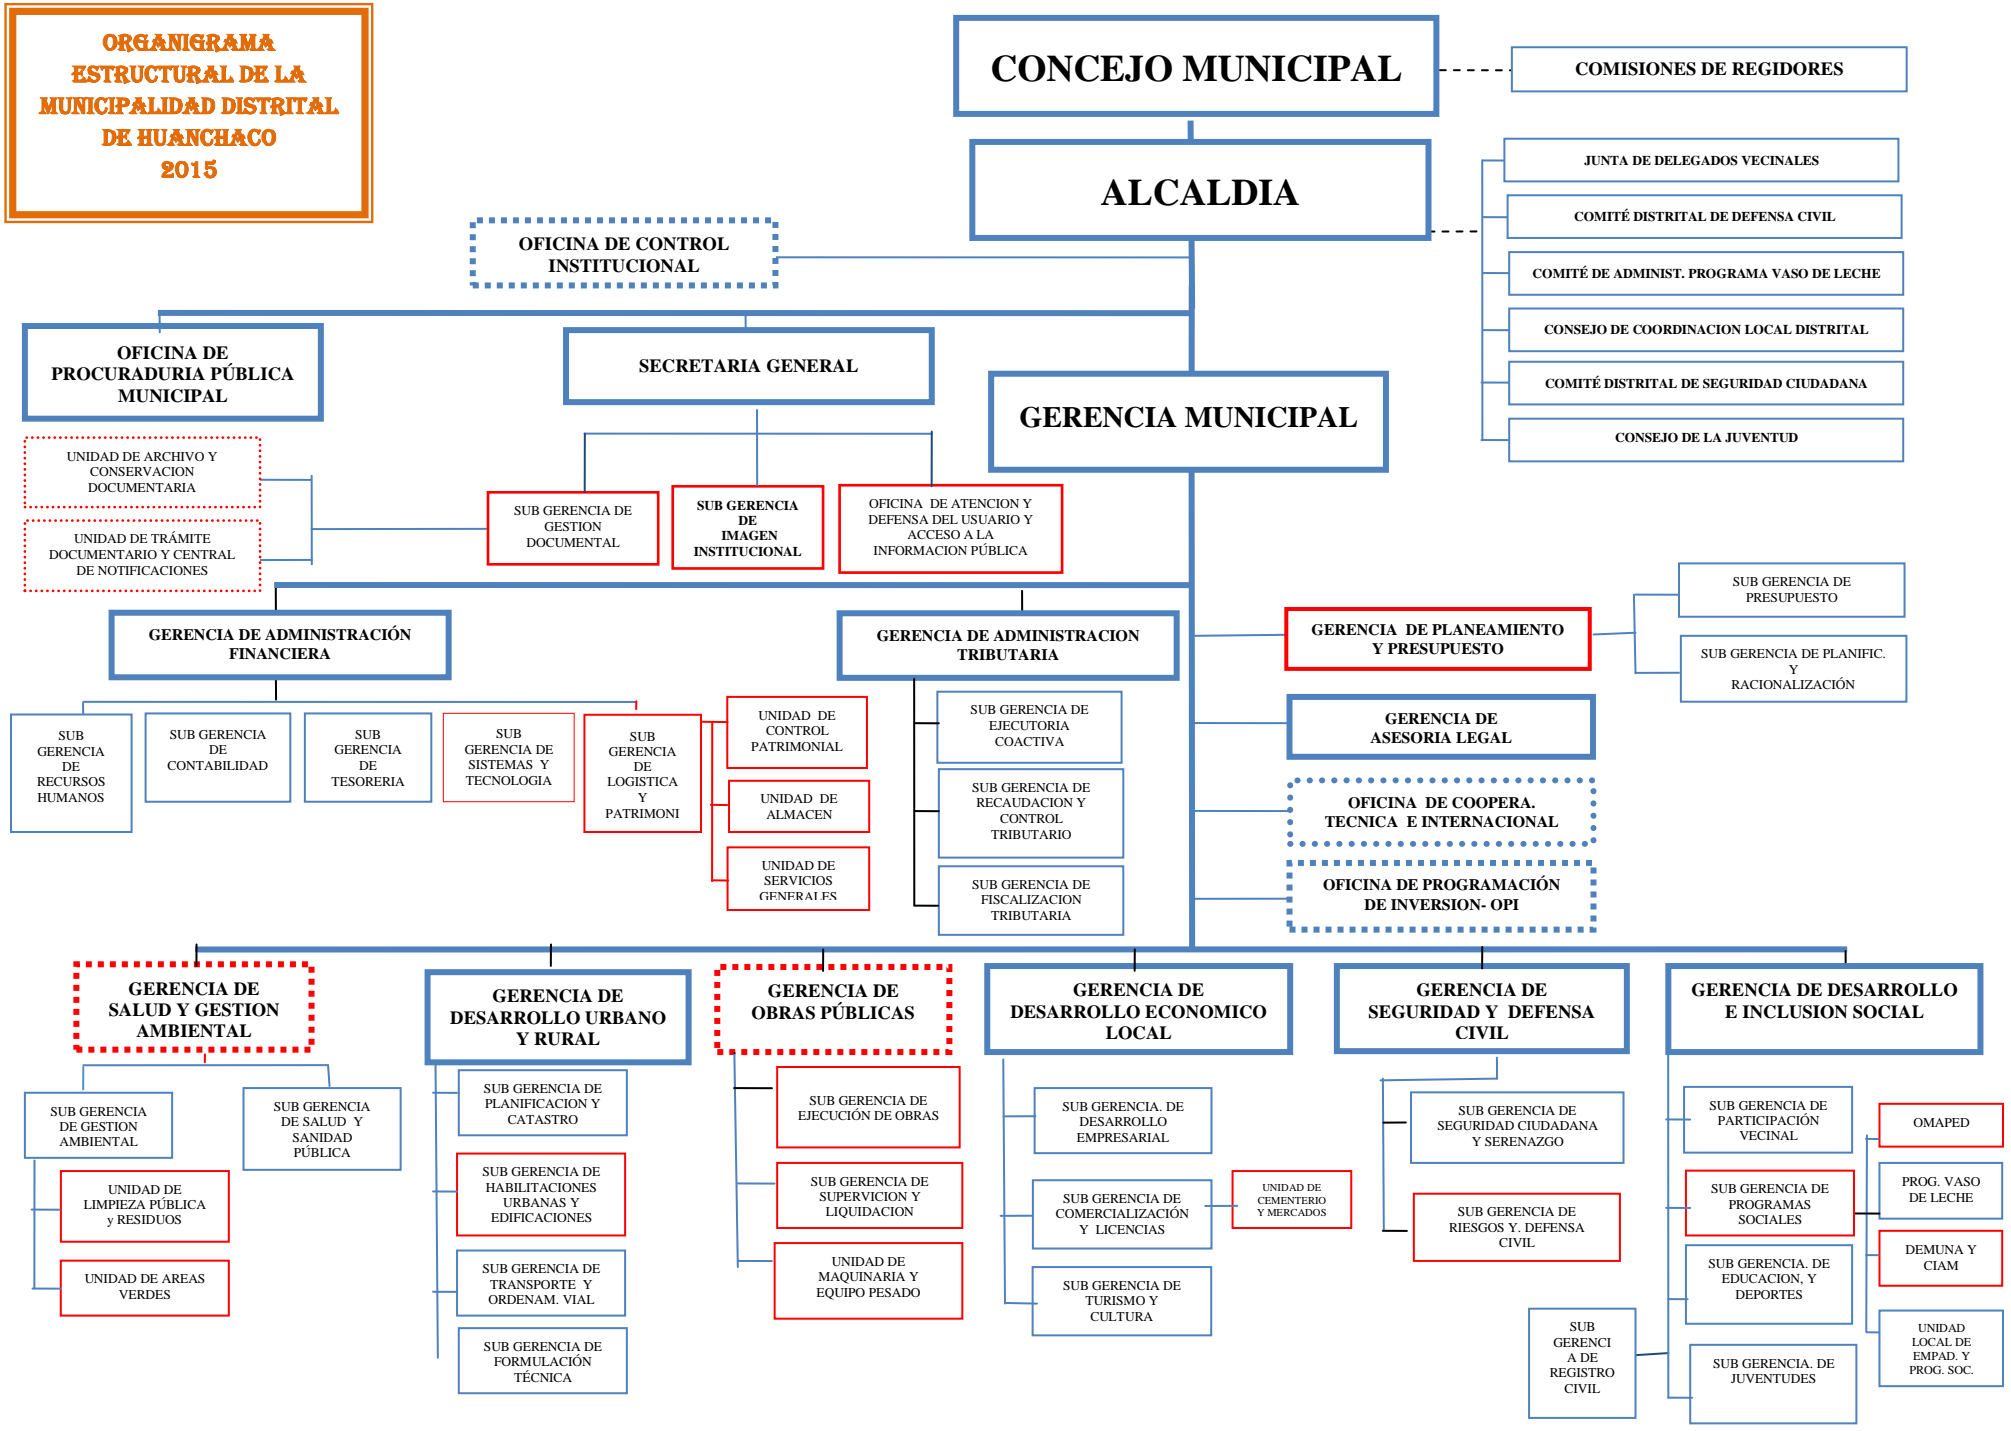 ORGANIGRAMA
ESTRUCTURAL DE LA
MUNICIPALIDAD DISTRITAL
DE HUANCHACO
2015
CONCEJO MUNICIPAL
COMISIONES DE REGIDORES
ALCALDIA
JUNTA DE DELEGADOS VECINALES
COMITÉ DISTRITAL DE DEFENSA CIVIL
COMITÉ DE ADMINIST. PROGRAMA VASO DE LECHE
CONSEJO DE COORDINACION LOCAL DISTRITAL
COMITÉ DISTRITAL DE SEGURIDAD CIUDADANA
CONSEJO DE LA JUVENTUD
OFICINA DE CONTROL
INSTITUCIONAL
OFICINA DE
PROCURADURIA PÚBLICA
MUNICIPAL
SECRETARIA GENERAL
GERENCIA MUNICIPAL
UNIDAD DE ARCHIVO Y
CONSERVACION
DOCUMENTARIA
UNIDAD DE TRÁMITE
DOCUMENTARIO Y CENTRAL
DE NOTIFICACIONES
SUB GERENCIA DE
GESTION
DOCUMENTAL
SUB GERENCIA
DE
IMAGEN
INSTITUCIONAL
OFICINA DE ATENCION Y
DEFENSA DEL USUARIO Y
ACCESO A LA
INFORMACION PÚBLICA
GERENCIA DE ADMINISTRACIÓN
FINANCIERA
GERENCIA DE ADMINISTRACION
TRIBUTARIA
GERENCIA DE PLANEAMIENTO
Y PRESUPUESTO
SUB GERENCIA DE
PRESUPUESTO
SUB GERENCIA DE PLANIFIC.
Y
RACIONALIZACIÓN
SUB
GERENCIA
DE
RECURSOS
HUMANOS
SUB GERENCIA
DE
CONTABILIDAD
SUB
GERENCIA
DE
TESORERIA
SUB
GERENCIA DE
SISTEMAS Y
TECNOLOGIA
SUB
GERENCIA
DE
LOGISTICA
Y
PATRIMONI
UNIDAD DE
CONTROL
PATRIMONIAL
UNIDAD DE
ALMACEN
UNIDAD DE
SERVICIOS
GENERALES
SUB GERENCIA DE
EJECUTORIA
COACTIVA
SUB GERENCIA DE
RECAUDACION Y
CONTROL
TRIBUTARIO
SUB GERENCIA DE
FISCALIZACION
TRIBUTARIA
GERENCIA DE
ASESORIA LEGAL
OFICINA DE COOPERA.
TECNICA E INTERNACIONAL
OFICINA DE PROGRAMACIÓN
DE INVERSION- OPI
GERENCIA DE
SALUD Y GESTION
AMBIENTAL
GERENCIA DE
DESARROLLO URBANO
Y RURAL
GERENCIA DE
OBRAS PÚBLICAS
GERENCIA DE
DESARROLLO ECONOMICO
LOCAL
GERENCIA DE
SEGURIDAD Y DEFENSA
CIVIL
GERENCIA DE DESARROLLO
E INCLUSION SOCIAL
SUB GERENCIA
DE GESTION
AMBIENTAL
SUB GERENCIA
DE SALUD Y
SANIDAD
PÚBLICA
UNIDAD DE
LIMPIEZA PÚBLICA
y RESIDUOS
UNIDAD DE AREAS
VERDES
SUB GERENCIA DE
PLANIFICACION Y
CATASTRO
SUB GERENCIA DE
HABILITACIONES
URBANAS Y
EDIFICACIONES
SUB GERENCIA DE
TRANSPORTE Y
ORDENAM. VIAL
SUB GERENCIA DE
FORMULACIÓN
TÉCNICA
SUB GERENCIA DE
EJECUCIÓN DE OBRAS
SUB GERENCIA DE
SUPERVICION Y
LIQUIDACION
UNIDAD DE
MAQUINARIA Y
EQUIPO PESADO
SUB GERENCIA. DE
DESARROLLO
EMPRESARIAL
SUB GERENCIA DE
COMERCIALIZACIÓN
Y LICENCIAS
UNIDAD DE
CEMENTERIO
Y MERCADOS
SUB GERENCIA DE
TURISMO Y
CULTURA
SUB GERENCIA DE
SEGURIDAD CIUDADANA
Y SERENAZGO
SUB GERENCIA DE
RIESGOS Y. DEFENSA
CIVIL
SUB GERENCIA DE
PARTICIPACIÓN
VECINAL
SUB GERENCIA DE
PROGRAMAS
SOCIALES
SUB GERENCIA. DE
EDUCACION, Y
DEPORTES
SUB GERENCIA. DE
JUVENTUDES
SUB
GERENCI
A DE
REGISTRO
CIVIL
OMAPED
PROG. VASO
DE LECHE
DEMUNA Y
CIAM
UNIDAD
LOCAL DE
EMPAD. Y
PROG. SOC.